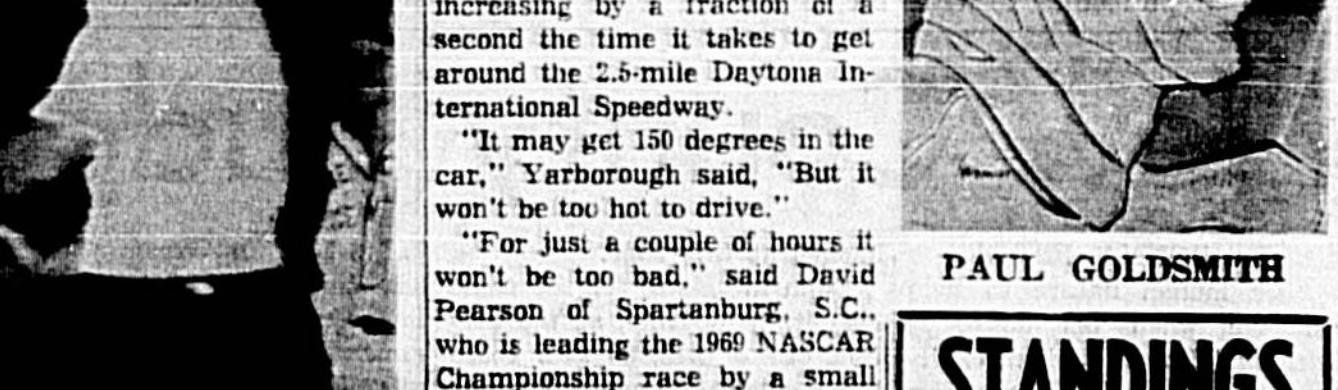 increasing by a fraction of a
second the time it takes to get
around the 2.5-mile Daytona In-
ternational Speedway.
"It may get 150 degrees in the
car," Yarborough said, "But it
won't be too hot to drive."
"For just a couple of hours it
won't be too bad," said David
Pearson of Spartanburg, S.C.,
who is leading the 1969 NASCAR
Championship race by a small
PAUL GOLDSMITH
STANDINGS